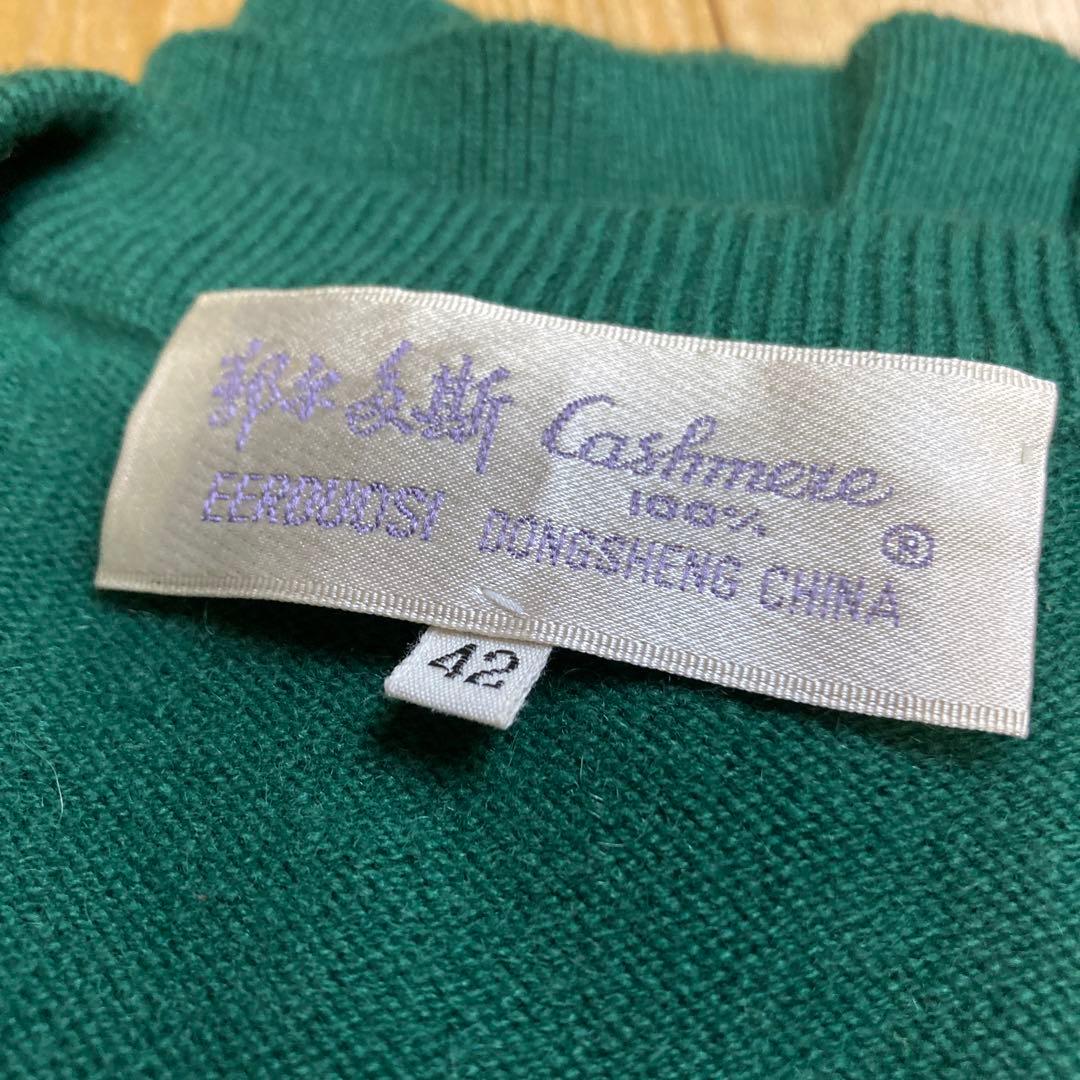 鄂尔多斯 Cashmere
100%
EERDUOSI DONGSHENG CHINA ®
42